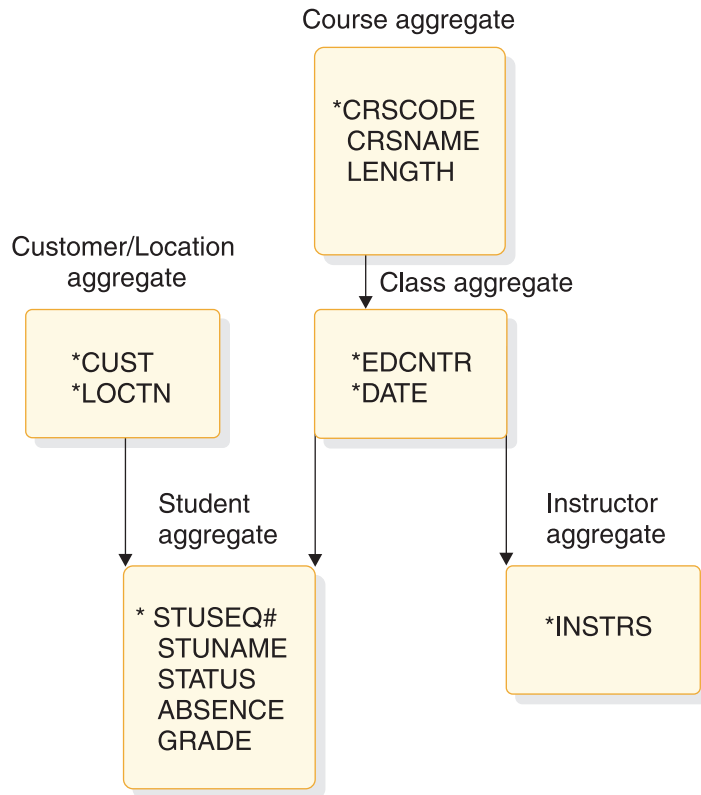 Course aggregate
*CRSCODE
CRSNAME
LENGTH
Customer/Location
aggregate
*CUST
*LOCTN
Class aggregate
*EDCNTR
*DATE
Student
aggregate
* STUSEQ#
STUNAME
STATUS
ABSENCE
GRADE
Instructor
aggregate
*INSTRS